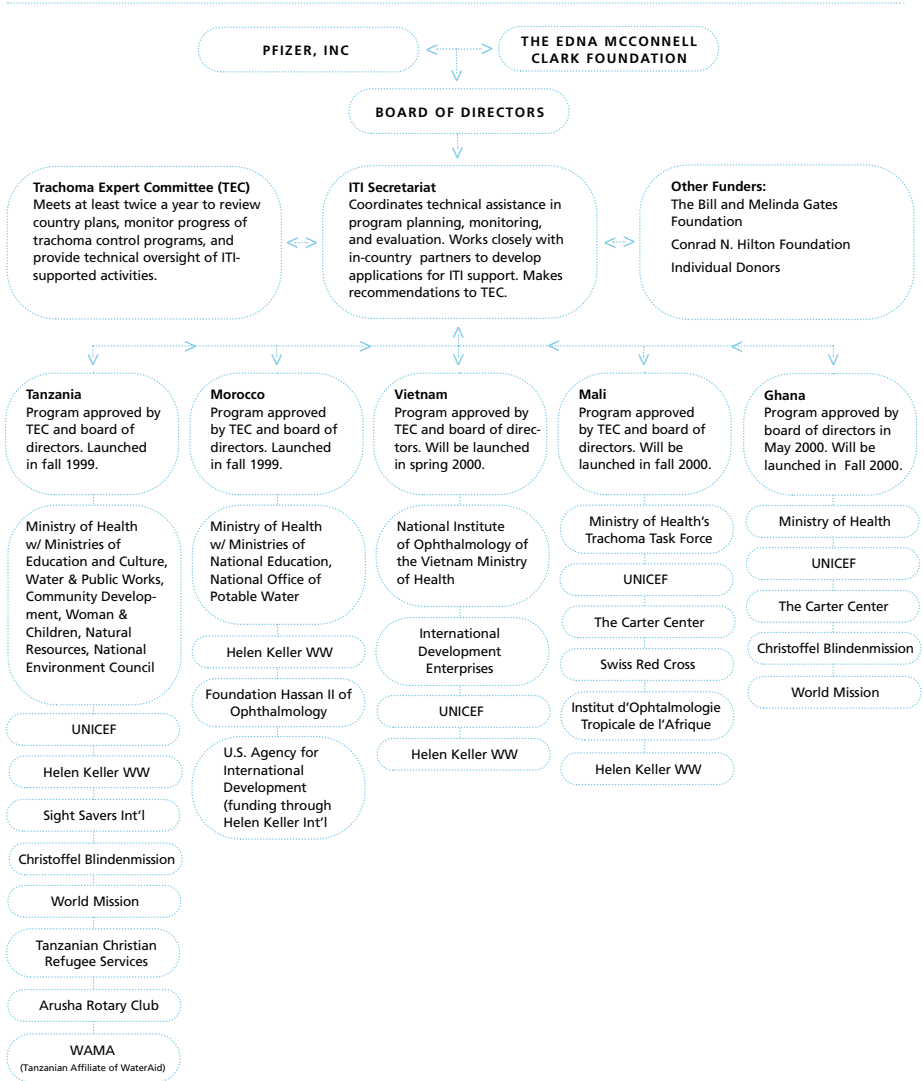 PFIZER, INC
THE EDNA MCCONNELL
CLARK FOUNDATION
BOARD OF DIRECTORS
Trachoma Expert Committee (TEC)
Meets at least twice a year to review
country plans, monitor progress of
trachoma control programs, and
provide technical oversight of ITI-
supported activities.
ITI Secretariat
Coordinates technical assistance in
program planning, monitoring,
and evaluation. Works closely with
in-country partners to develop
applications for ITI support. Makes
recommendations to TEC.
Other Funders:
The Bill and Melinda Gates
Foundation
Conrad N. Hilton Foundation
Individual Donors
Tanzania
Program approved by
TEC and board of
directors. Launched
in fall 1999.
Ministry of Health
w/ Ministries of
Education and Culture,
Water & Public Works,
Community Develop-
ment, Woman &
Children, Natural
Resources, National
Environment Council
UNICEF
Helen Keller WW
Sight Savers Int'l
Christoffel Blindenmission
World Mission
Tanzanian Christian
Refugee Services
Arusha Rotary Club
WAMA
(Tanzanian Affiliate of WaterAid)
Morocco
Program approved
by TEC and board of
directors. Launched
in fall 1999.
Ministry of Health
w/ Ministries of
National Education,
National Office of
Potable Water
Helen Keller WW
Foundation Hassan II of
Ophthalmology
U.S. Agency for
International
Development
(funding through
Helen Keller Int'l
Vietnam
Program approved by
TEC and board of direc-
tors. Will be launched
in spring 2000.
National Institute
of Ophthalmology of
the Vietnam Ministry
of Health
International
Development
Enterprises
UNICEF
Helen Keller WW
Mali
Program approved
by TEC and board of
directors. Will be
launched in fall 2000.
Ministry of Health's
Trachoma Task Force
UNICEF
The Carter Center
Swiss Red Cross
Institut d'Ophtalmologie
Tropicale de l'Afrique
Helen Keller WW
Ghana
Program approved by
board of directors in
May 2000. Will be
launched in Fall 2000.
Ministry of Health
UNICEF
The Carter Center
Christoffel Blindenmission
World Mission